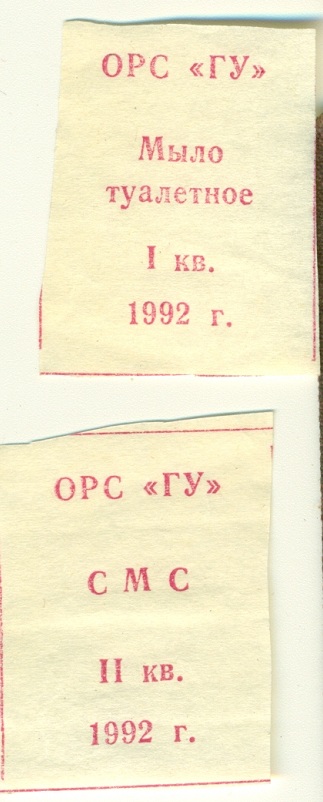 ОРС «ГУ»
Мыло
туалетное
I кв.
1992 г.
ОРС «ГУ»
С М С
II кв.
1992 г.